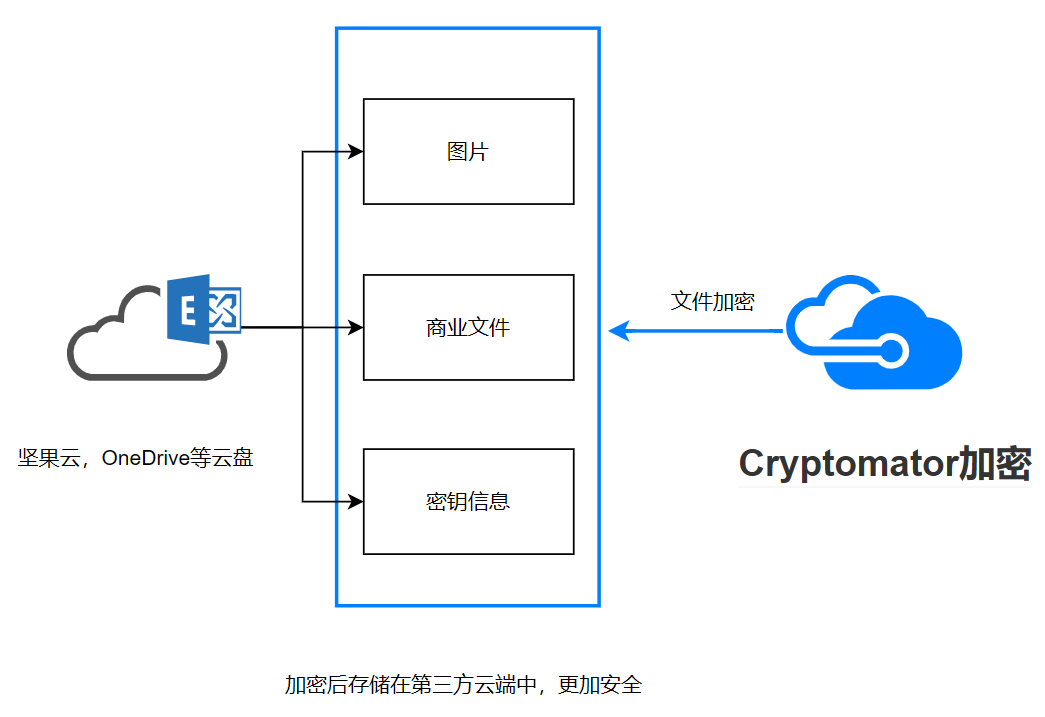 图片
商业文件
密钥信息
E
坚果云，OneDrive等云盘
文件加密
Cryptomator加密
加密后存储在第三方云端中，更加安全